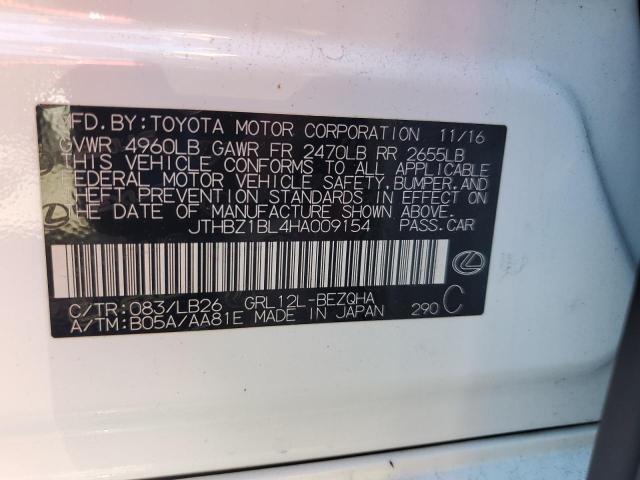 MFD.BY:TOYOTA MOTOR CORPORATION 11/16
GVWR 4960LB GAWR FR 2470LB RR 2655LB
THIS VEHICLE CONFORMS TO ALL APPLICABLE
FEDERAL MOTOR VEHICLE SAFETY,BUMPER,AND
THEFT PREVENTION STANDARDS IN EFFECT ON
THE DATE OF MANUFACTURE SHOWN ABOVE.
JTHBZ1BL4HA009154 PASS.CAR
C/TR:083/LB26 GRL12L-BEZQHA
A/TM:B05A/AA81E MADE IN JAPAN 290 C